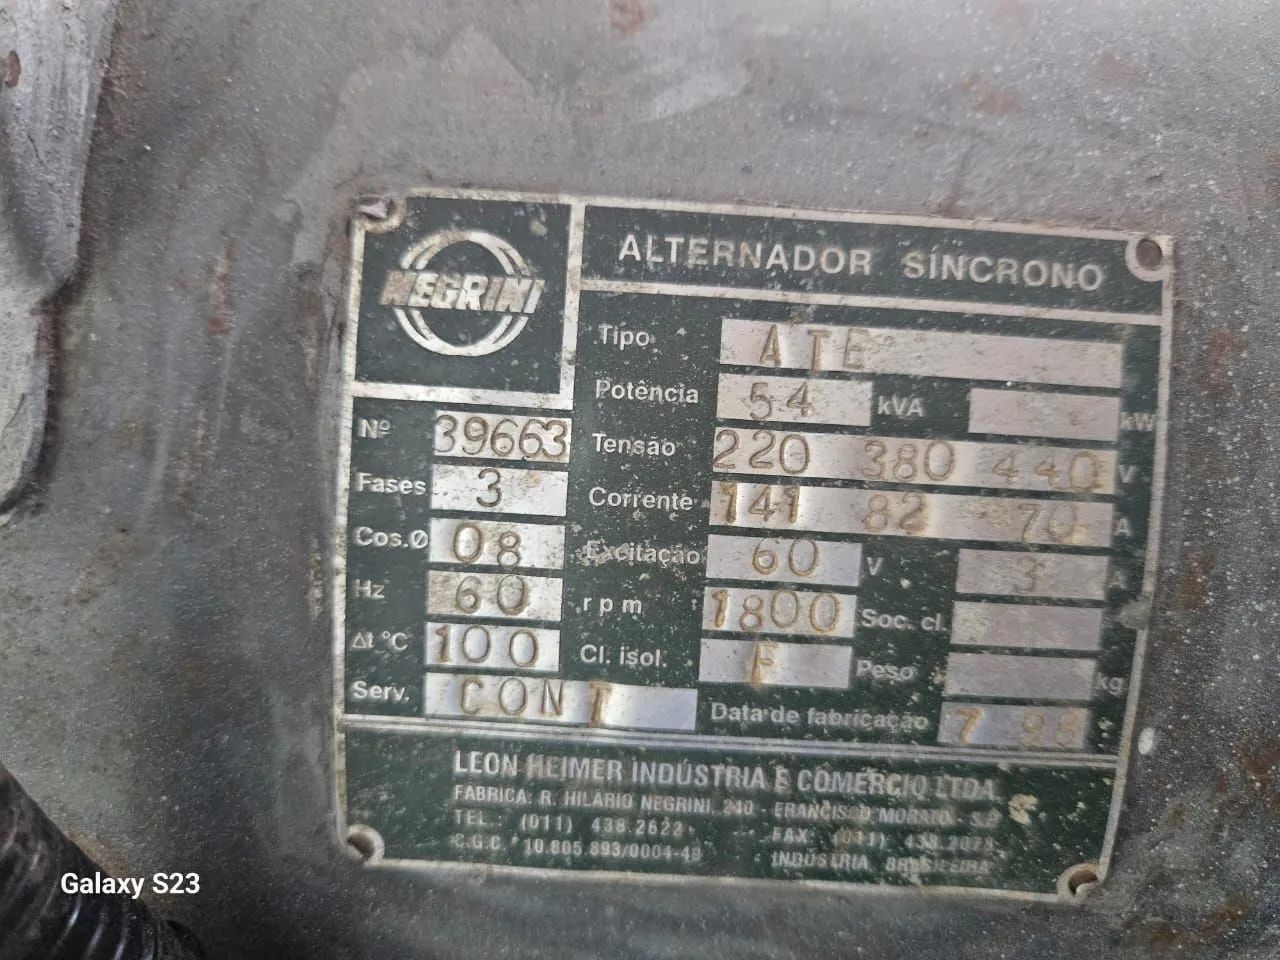 NEGRINI
ALTERNADOR SÍNCRONO
Tipo ATE
Potência 54 kVA kW
Nº 39663 Tensão 220 380 440 V
Fases 3 Corrente 141 82 70 A
Cos.Ø 08 Excitação 60 V 3 A
Hz 60 rpm 1800 Soc. cl.
Δt °C 100 Cl. isol. F Peso kg
Serv. CONT Data de fabricação 7 98
LEON HEIMER INDÚSTRIA E COMÉRCIO LTDA
FÁBRICA: R. HILÁRIO NEGRINI, 240 - FRANCISCO MORATO - S.P.
TEL.: (011) 438.2622 - FAX: (011)
C.G.C. 10.805.893/0004-49 - INDÚSTRIA BRASILEIRA
Galaxy S23